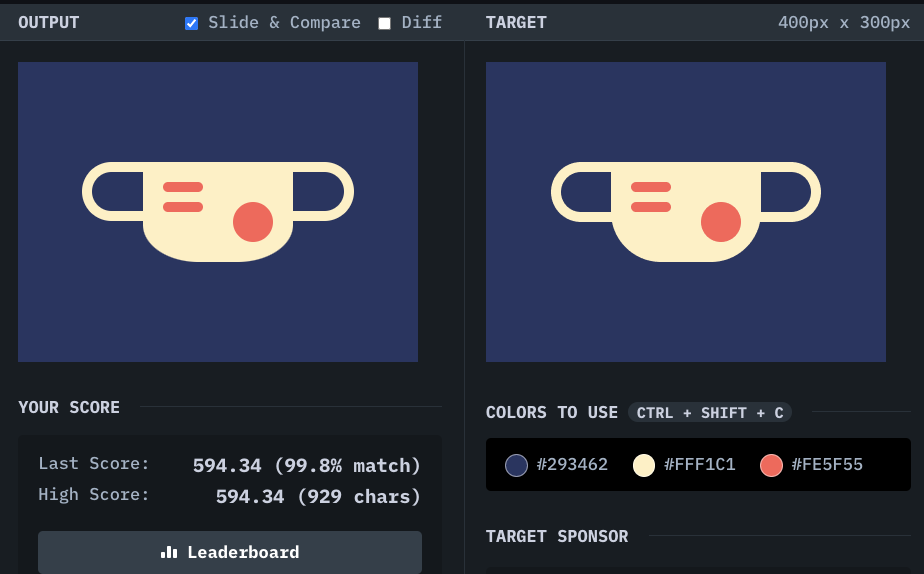 OUTPUT
Slide & Compare
Diff
TARGET
400px x 300px
YOUR SCORE
Last Score:
594.34 (99.8% match)
High Score:
594.34 (929 chars)
Leaderboard
COLORS TO USE
CTRL + SHIFT + C
#293462
#FFF1C1
#FE5F55
TARGET SPONSOR